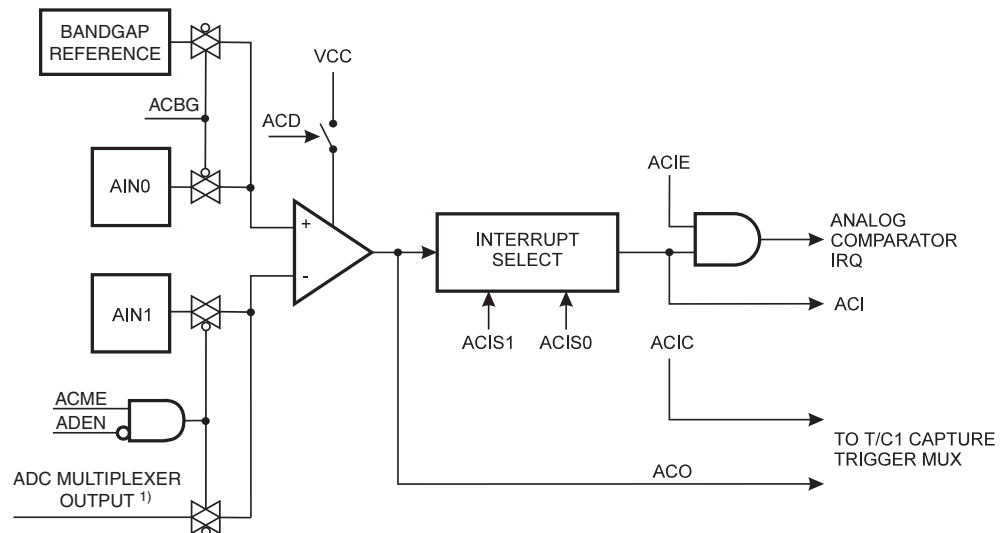 BANDGAP
REFERENCE
VCC
ACBG
ACD
AIN0
ACIE
+
-
INTERRUPT
SELECT
ANALOG
COMPARATOR
IRQ
AIN1
ACI
ACIS1
ACIS0
ACIC
ACME
ADEN
TO T/C1 CAPTURE
TRIGGER MUX
ADC MULTIPLEXER
OUTPUT 1)
ACO